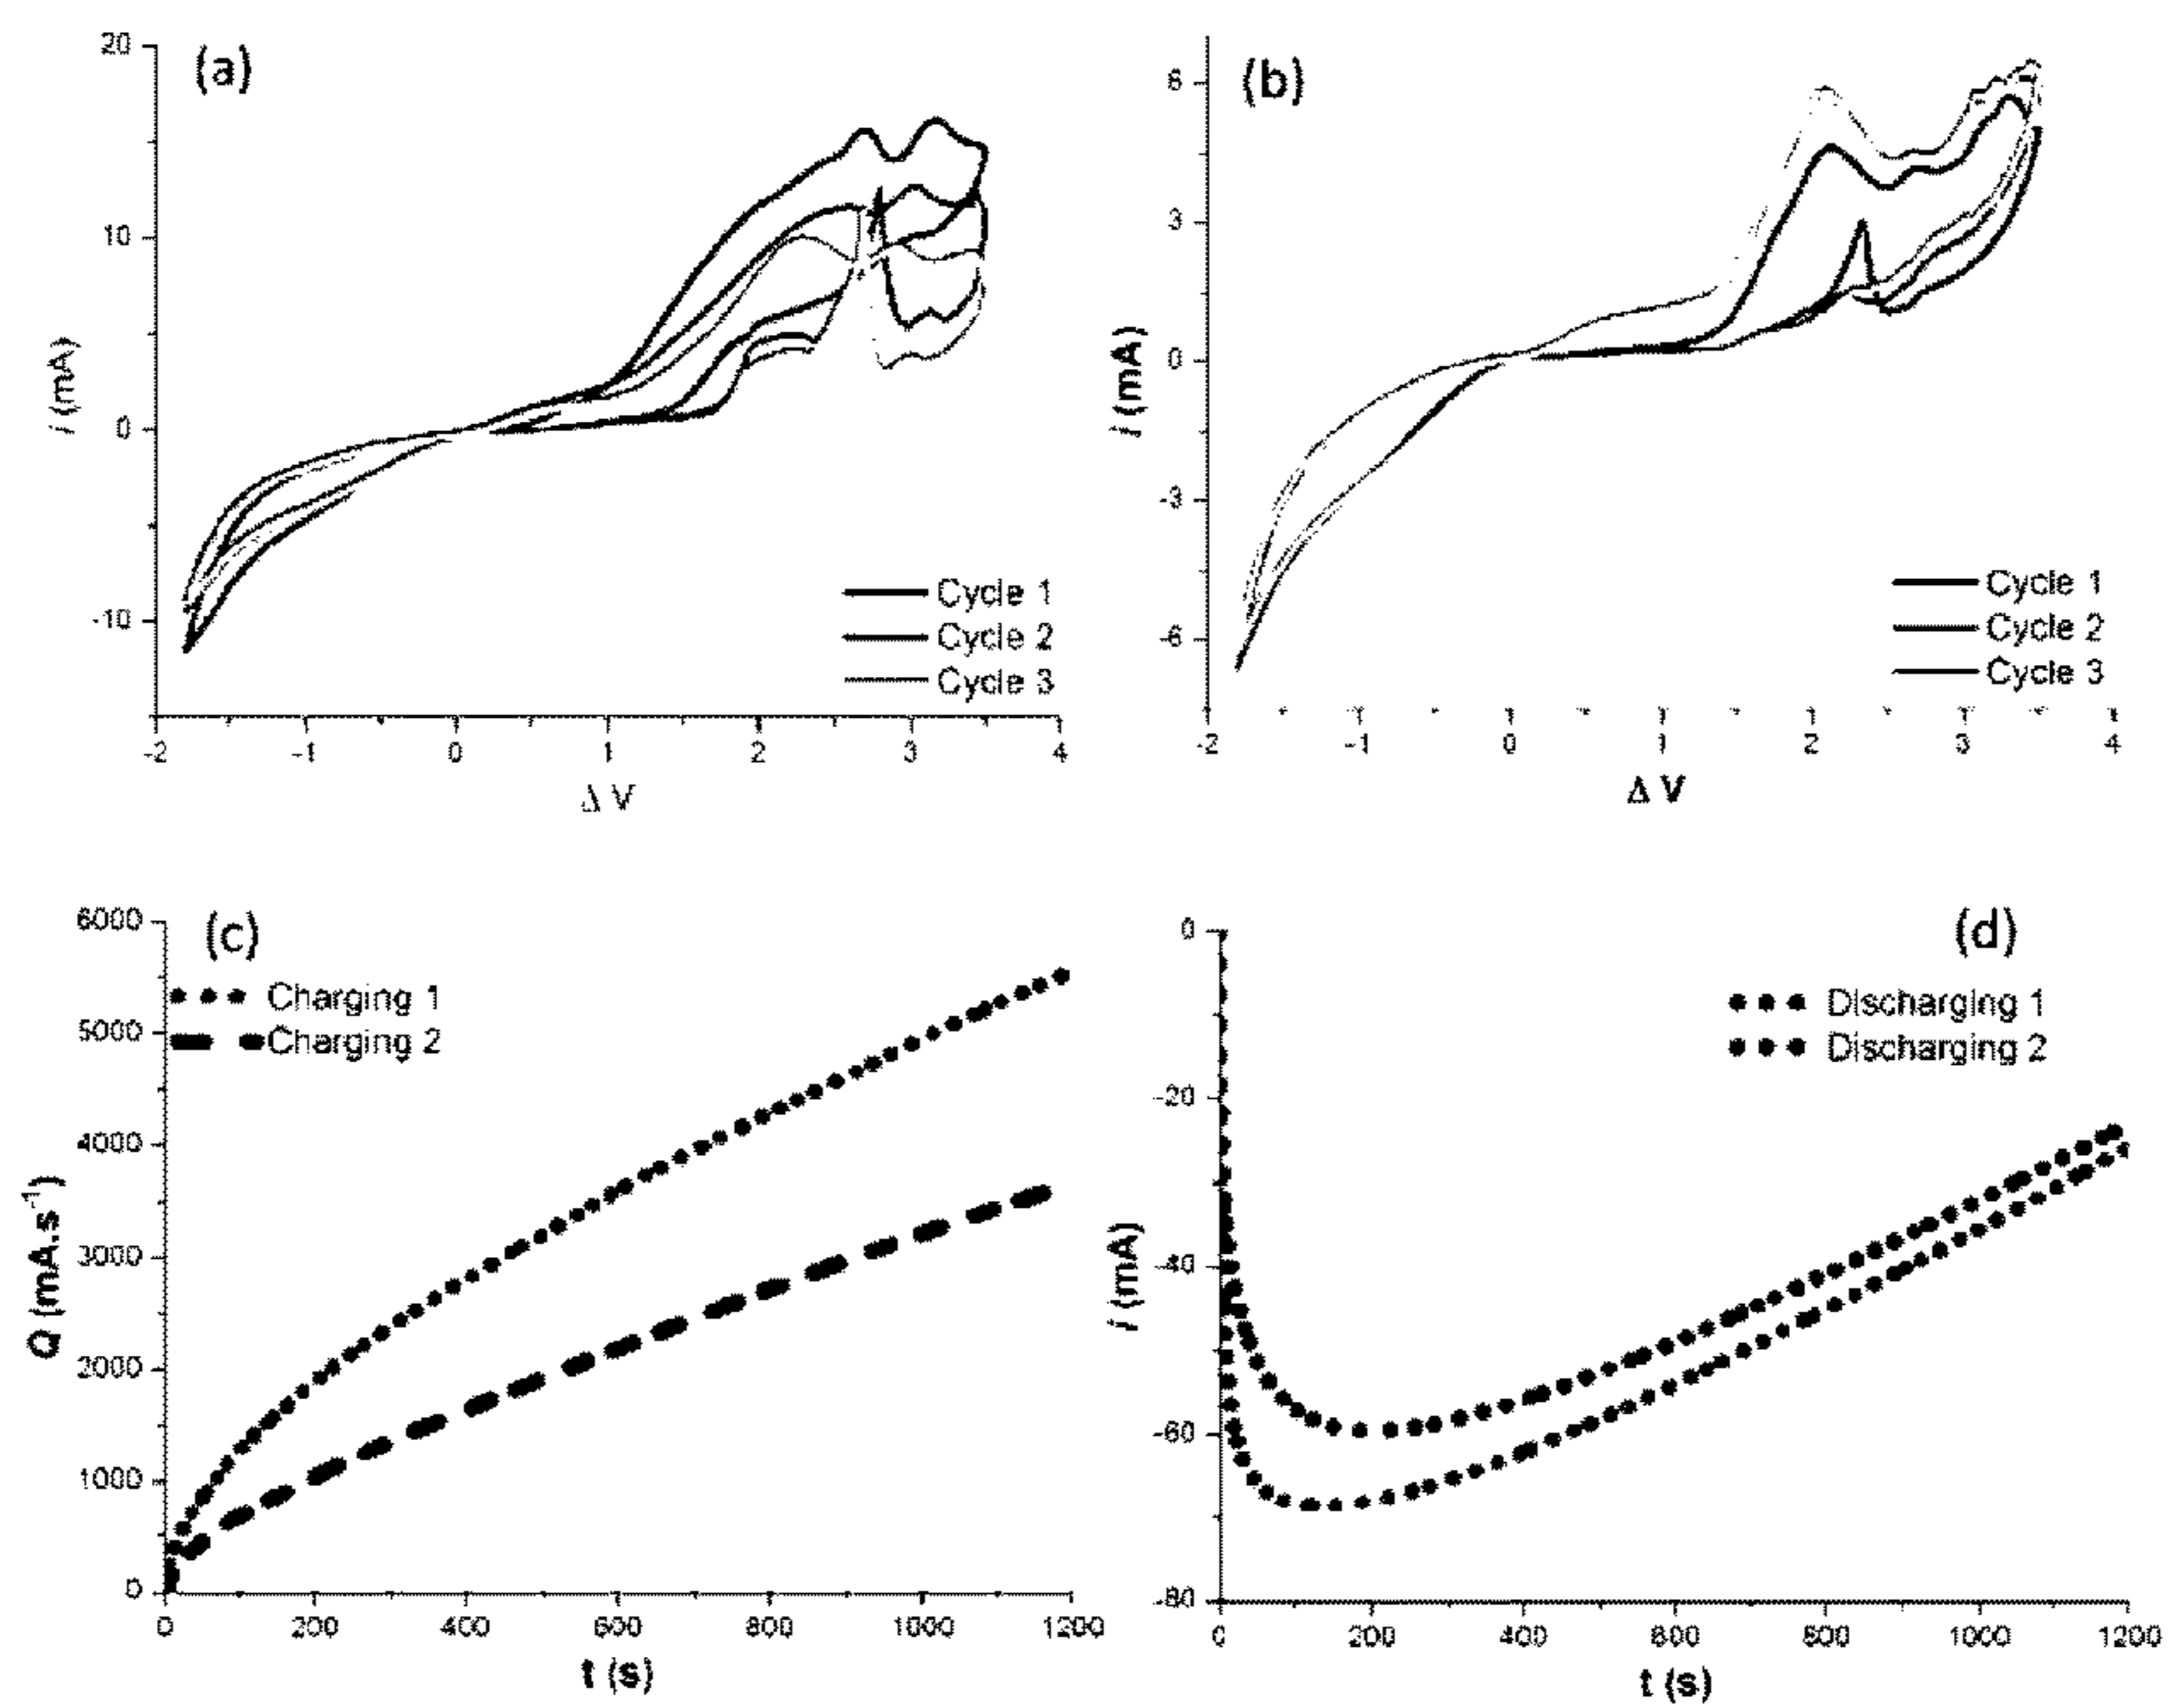 (a)
20
10
0
-10
i (mA)
Cycle 1
Cycle 2
Cycle 3
-2 -1 0 1 2 3 4
Δ V
(b)
6
3
0
-3
-6
i (mA)
Cycle 1
Cycle 2
Cycle 3
-2 -1 0 1 2 3 4
Δ V
(c)
6000
5000
4000
3000
2000
1000
0
Q (mA.s⁻¹)
Charging 1
Charging 2
0 200 400 600 800 1000 1200
t (s)
(d)
0
-20
-40
-60
-80
i (mA)
Discharging 1
Discharging 2
0 200 400 600 800 1000 1200
t (s)